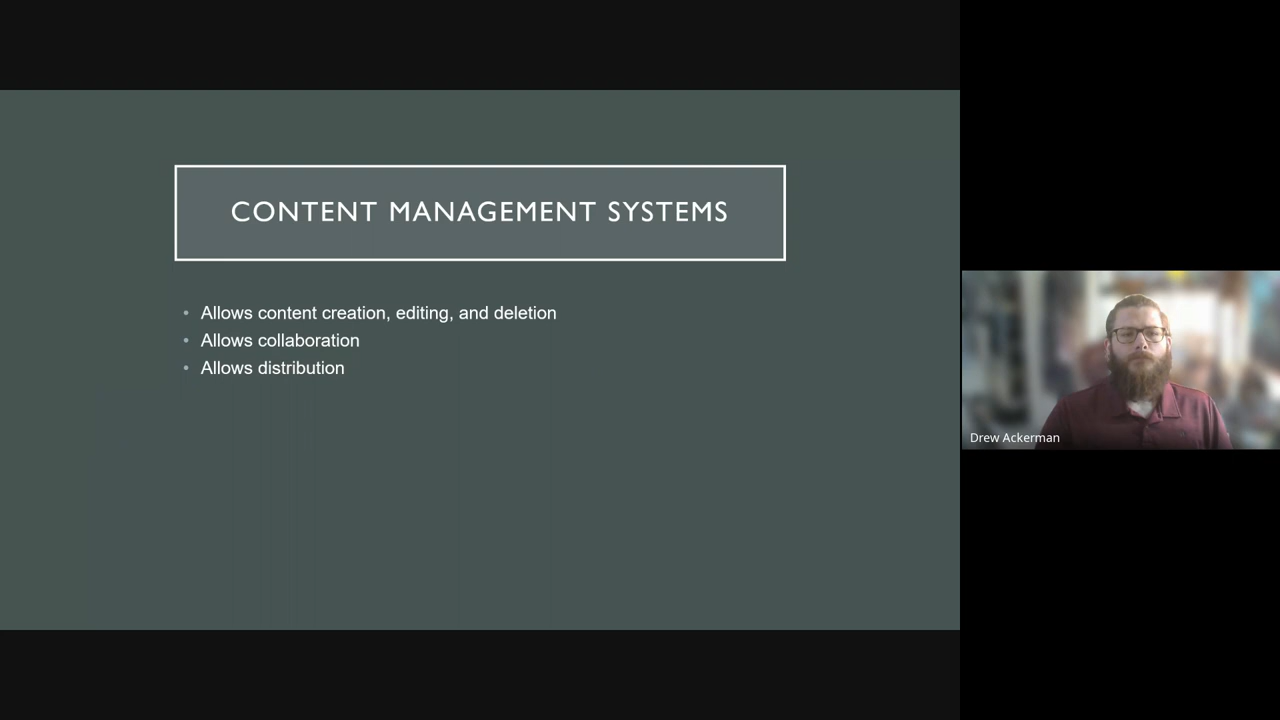 CONTENT MANAGEMENT SYSTEMS
• Allows content creation, editing, and deletion
• Allows collaboration
• Allows distribution
Drew Ackerman